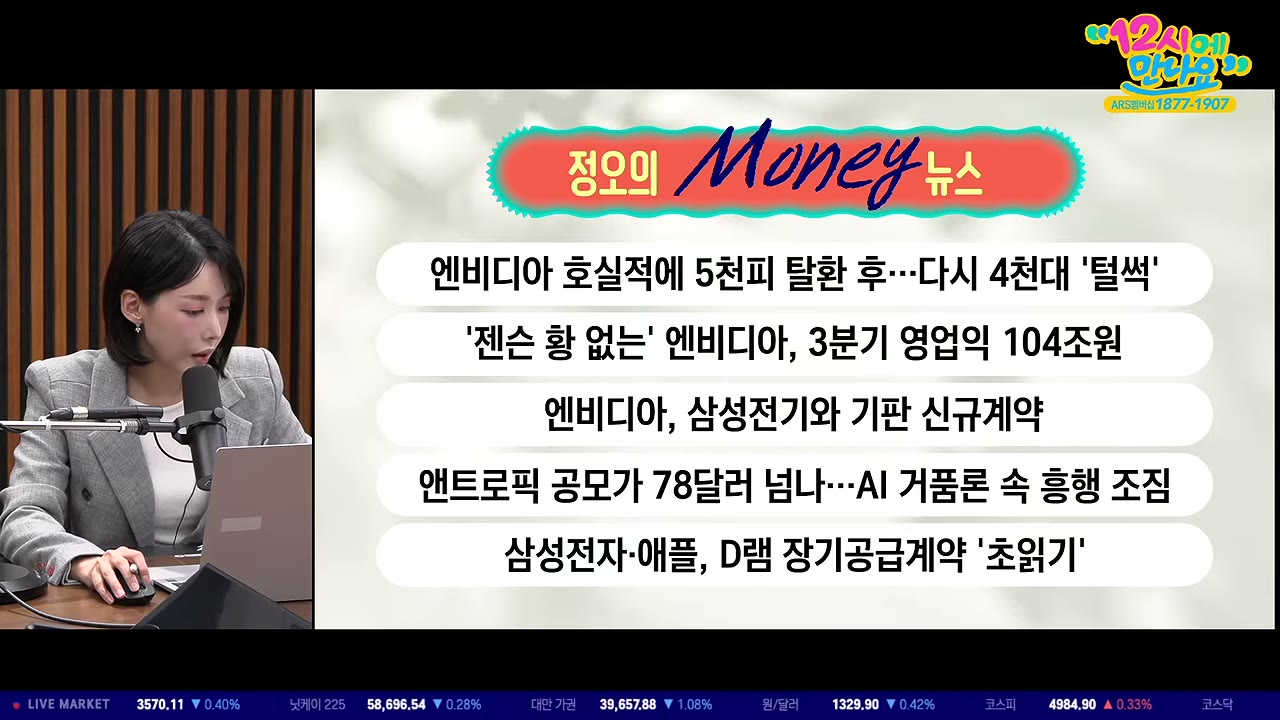 "12시에
만나요"
ARS멤버십 1877-1907
정오의 Money 뉴스
엔비디아 호실적에 5천피 탈환 후…다시 4천대 '털썩'
'젠슨 황 없는' 엔비디아, 3분기 영업익 104조원
엔비디아, 삼성전기와 기판 신규계약
앤트로픽 공모가 78달러 넘나…AI 거품론 속 흥행 조짐
삼성전자·애플, D램 장기공급계약 '초읽기'
LIVE MARKET 3570.11 ▼ 0.40% 닛케이 225 58,696.54 ▼ 0.28% 대만 가권 39,657.88 ▼ 1.08% 원/달러 1329.90 ▼ 0.42% 코스피 4984.90 ▲ 0.33% 코스닥